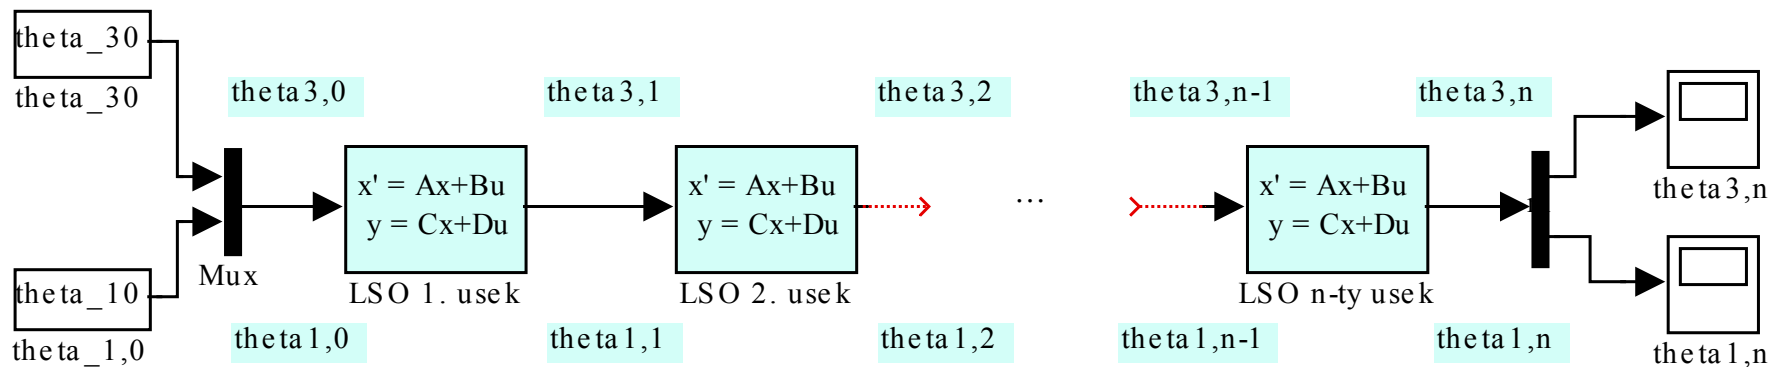 theta_30
theta_30
theta3,0
theta3,1
theta3,2
theta3,n-1
theta3,n
x' = Ax+Bu
y = Cx+Du
x' = Ax+Bu
y = Cx+Du
...
x' = Ax+Bu
y = Cx+Du
theta3,n
Mux
LSO 1. usek
LSO 2. usek
LSO n-ty usek
theta_10
theta_1,0
theta1,0
theta1,1
theta1,2
theta1,n-1
theta1,n
theta1,n